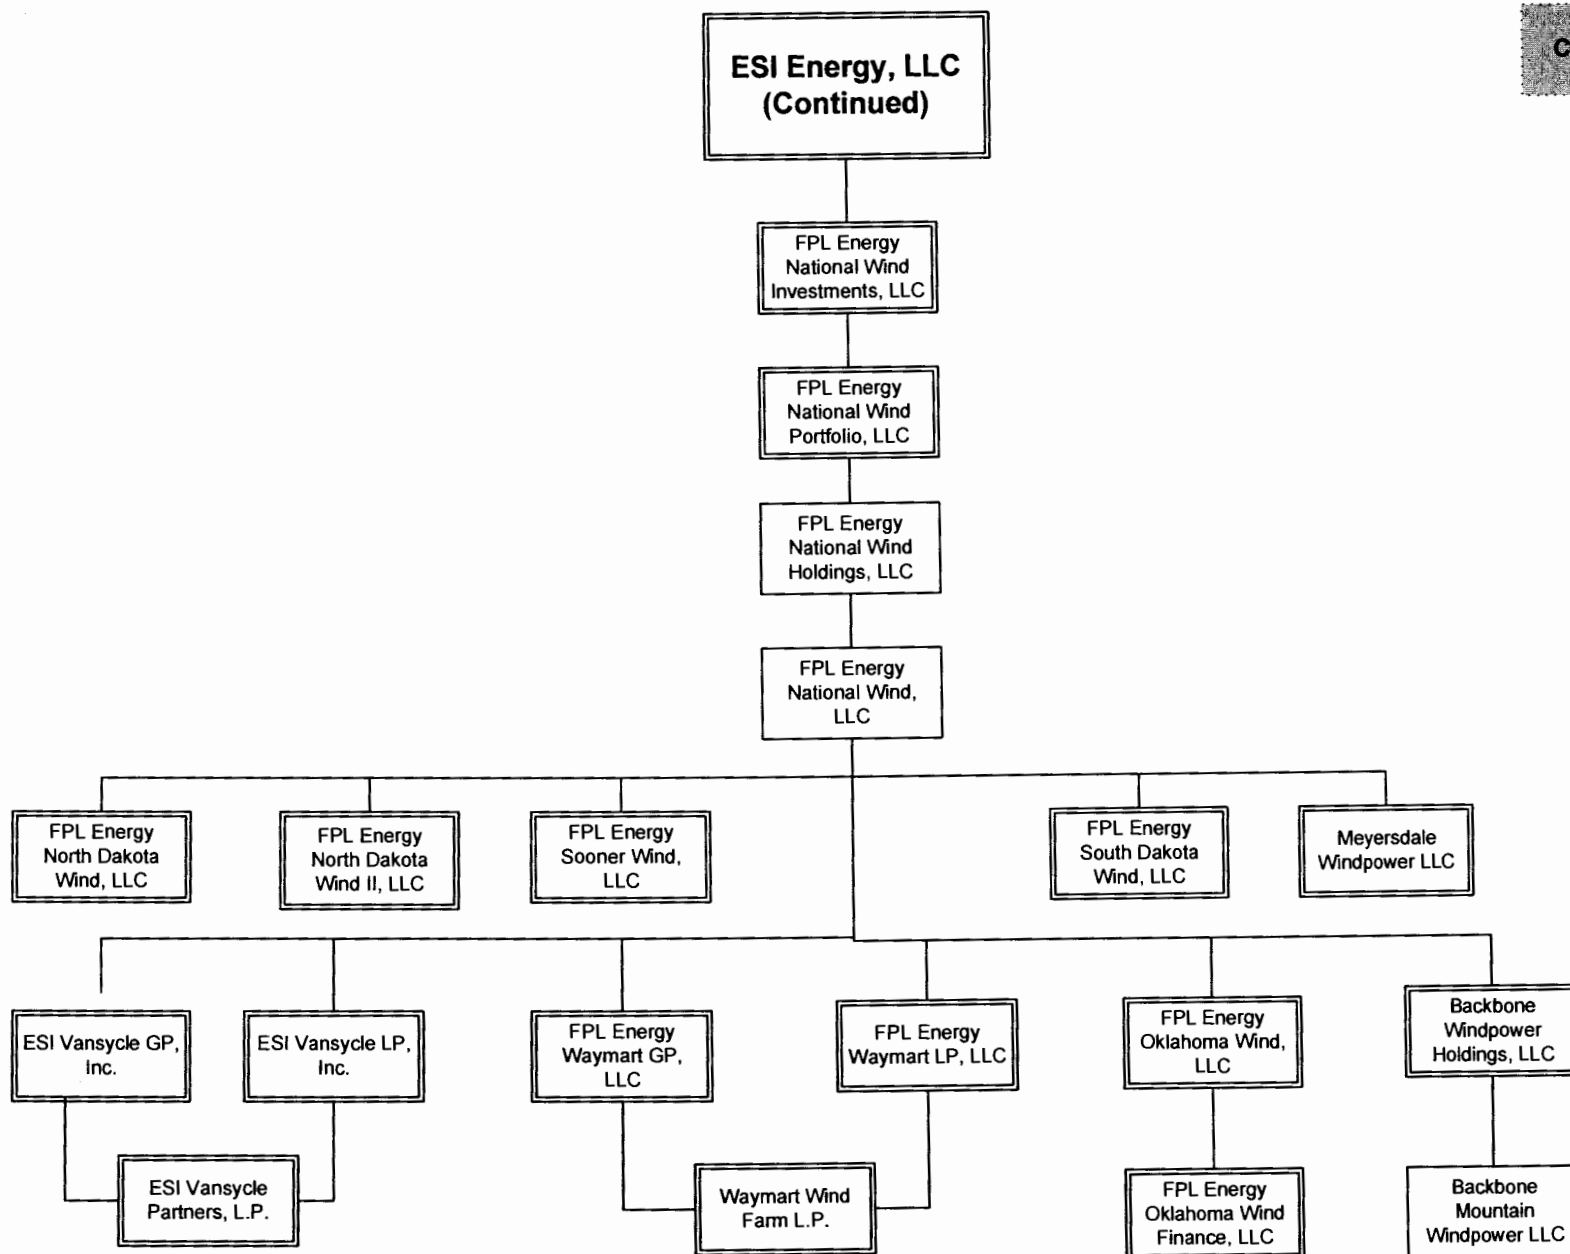 C
ESI Energy, LLC
(Continued)
FPL Energy
National Wind
Investments, LLC
FPL Energy
National Wind
Portfolio, LLC
FPL Energy
National Wind
Holdings, LLC
FPL Energy
National Wind,
LLC
FPL Energy
North Dakota
Wind, LLC
FPL Energy
North Dakota
Wind II, LLC
FPL Energy
Sooner Wind,
LLC
FPL Energy
South Dakota
Wind, LLC
Meyersdale
Windpower LLC
ESI Vansycle GP,
Inc.
ESI Vansycle LP,
Inc.
FPL Energy
Waymart GP,
LLC
FPL Energy
Waymart LP, LLC
FPL Energy
Oklahoma Wind,
LLC
Backbone
Windpower
Holdings, LLC
ESI Vansycle
Partners, L.P.
Waymart Wind
Farm L.P.
FPL Energy
Oklahoma Wind
Finance, LLC
Backbone
Mountain
Windpower LLC